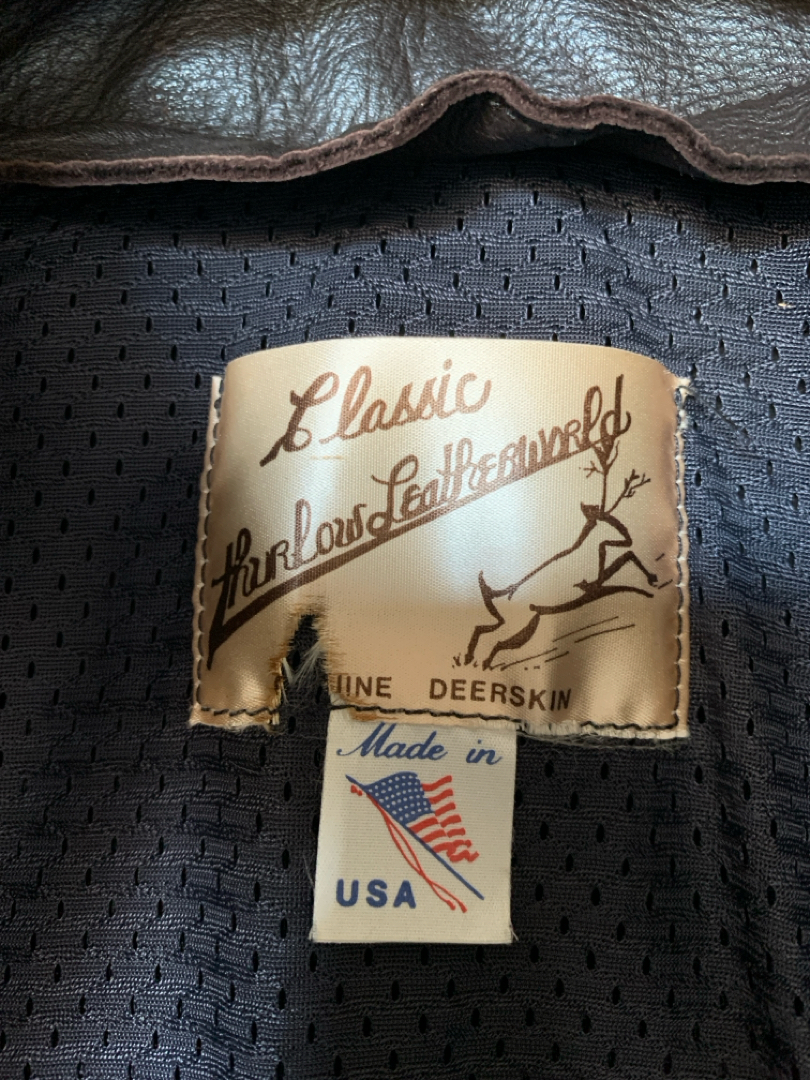 Classic
Thurlow Leatherworld
DEERSKIN
Made in
USA